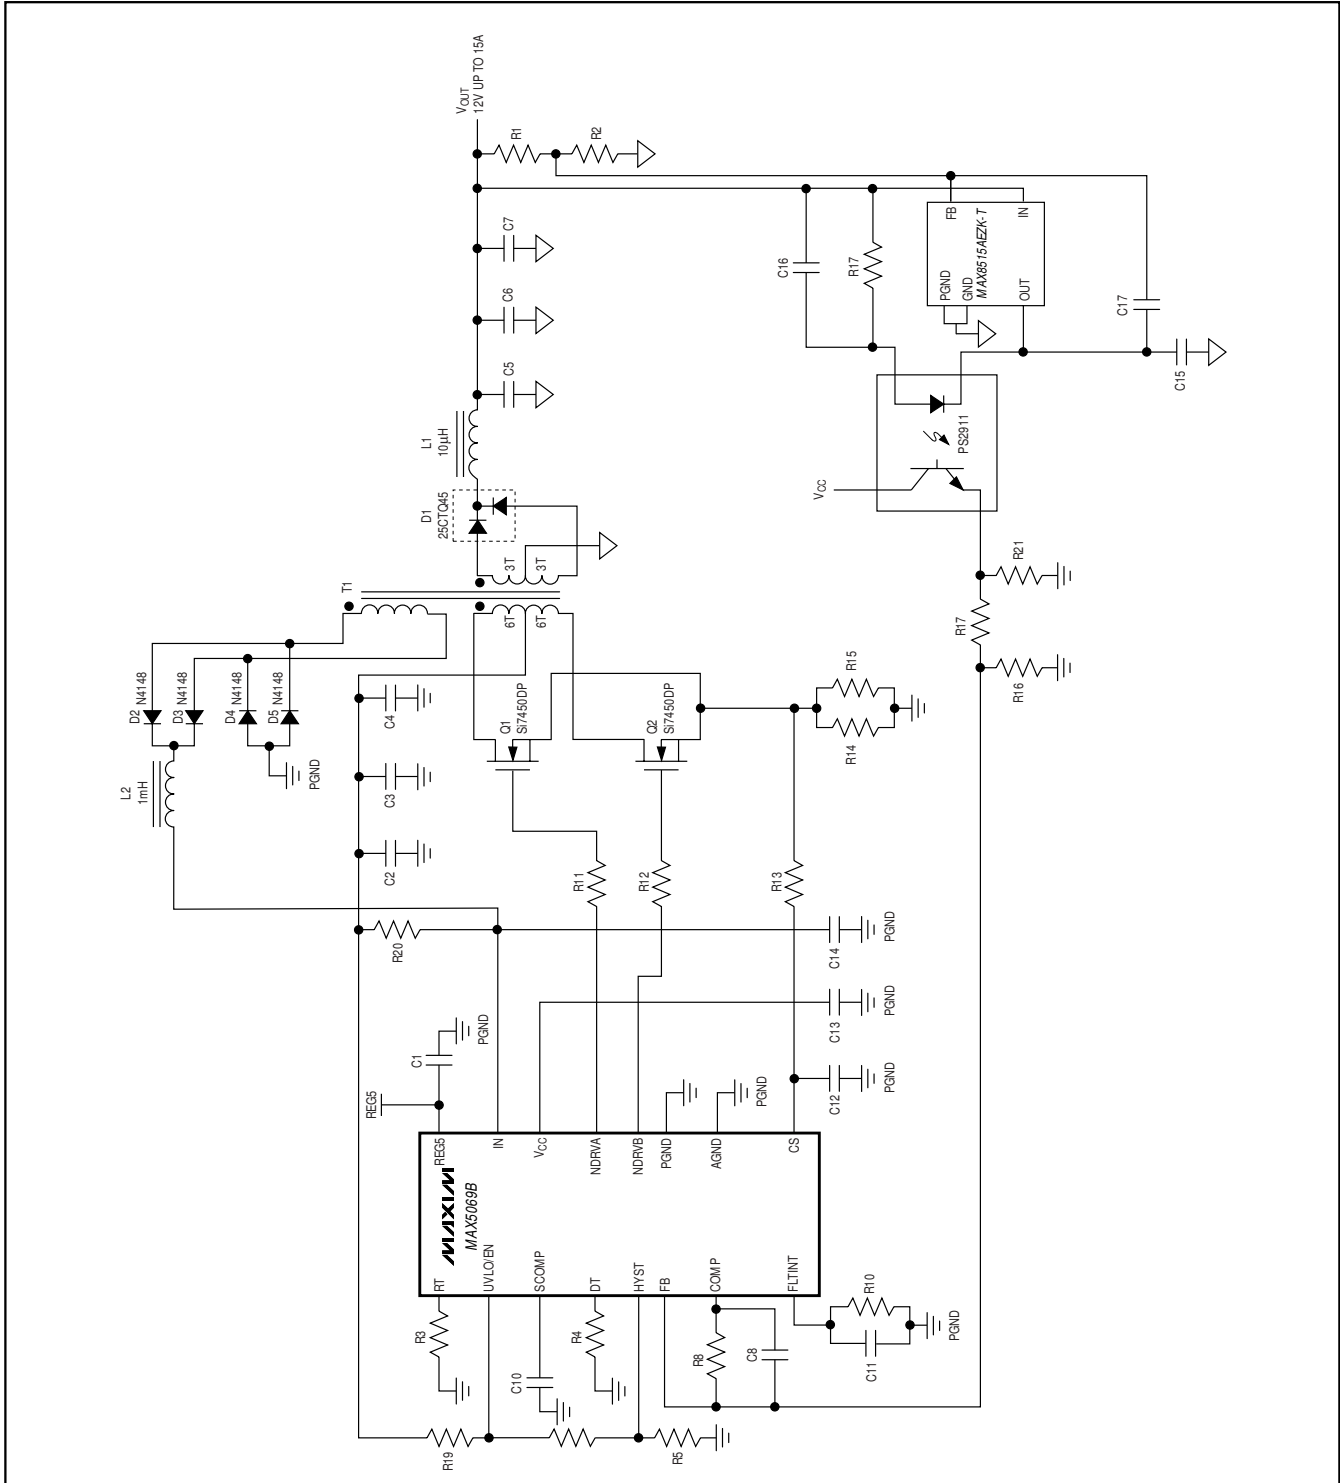 VOUT
12V UP TO 15A
R1
R2
C7
C6
C5
L1
10μH
D1
25CTQ45
3T
3T
6T
6T
T1
D2 N4148
D3 N4148
D4 N4148
D5 N4148
PGND
L2
1mH
C4
C3
C2
R20
Q1
Si7450DP
Q2
Si7450DP
R11
R12
R13
R14
R15
C16
R17
FB
IN
PGND
GND
MAX8515AEZK-T
OUT
C17
C15
PS2911
VCC
R21
R17
R16
REG5
C1
PGND
C14
PGND
C13
PGND
C12
PGND
PGND
REG5
IN
VCC
NDRVA
NDRVB
PGND
AGND
CS
MAXIM
MAX5069B
RT
UVLO/EN
SCOMP
DT
HYST
FB
COMP
FLTINT
R3
C10
R4
R8
C8
R10
C11
PGND
R19
R5